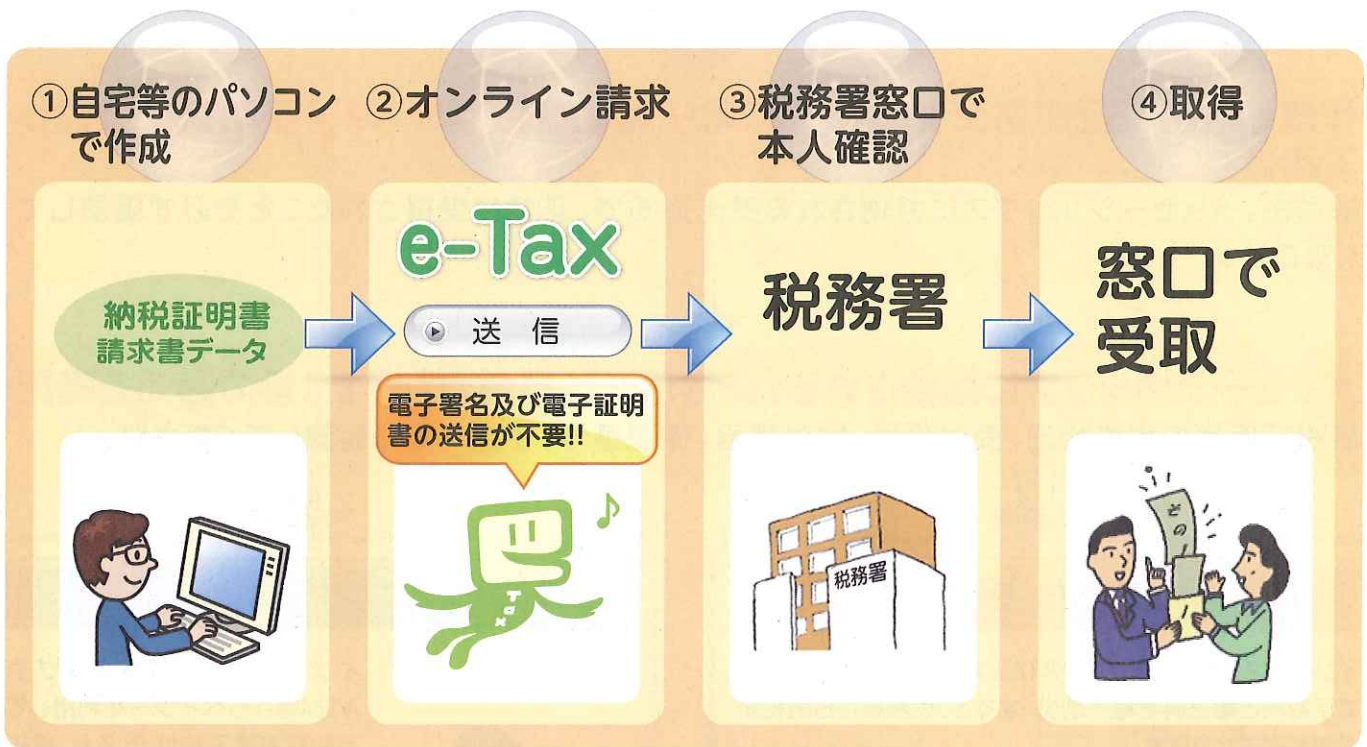 ①自宅等のパソコン
で作成
②オンライン請求
③税務署窓口で
本人確認
④取得
納税証明書
請求書データ
e-Tax
送 信
電子署名及び電子証明
書の送信が不要!!
Tax
税務署
税務署
窓口で
受取
その1